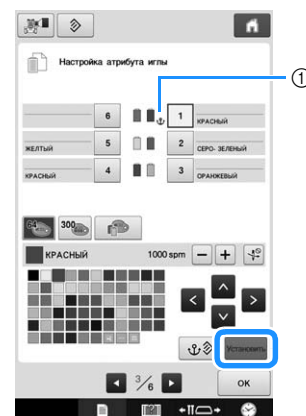 Настройка атрибута иглы
①
6 1 КРАСНЫЙ
ЖЕЛТЫЙ 5 2 СЕРО- ЗЕЛЕНЫЙ
КРАСНЫЙ 4 3 ОРАНЖЕВЫЙ
64 300
КРАСНЫЙ 1000 spm − +
Установить
3/6 OK